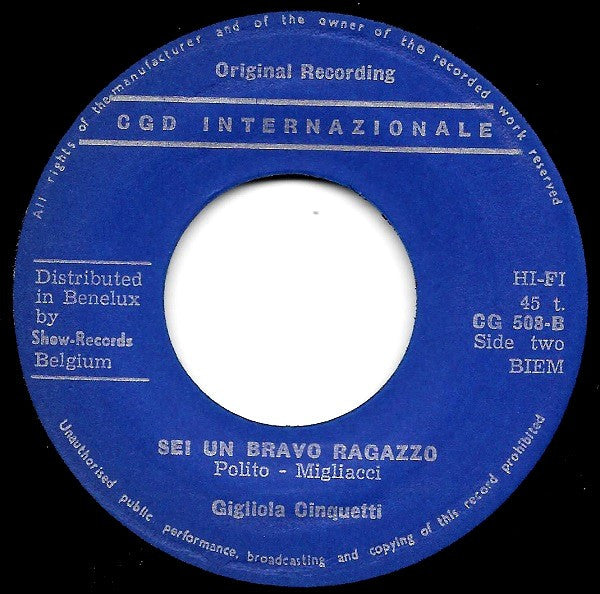 All rights of the manufacturer and of the owner of the recorded work reserved
Original Recording
CGD INTERNAZIONALE
Distributed
in Benelux
by
Show-Records
Belgium
HI-FI
45 t.
CG 508-B
Side two
BIEM
SEI UN BRAVO RAGAZZO
Polito - Migliacci
Gigliola Cinquetti
Unauthorised public performance, broadcasting and copying of this record prohibited